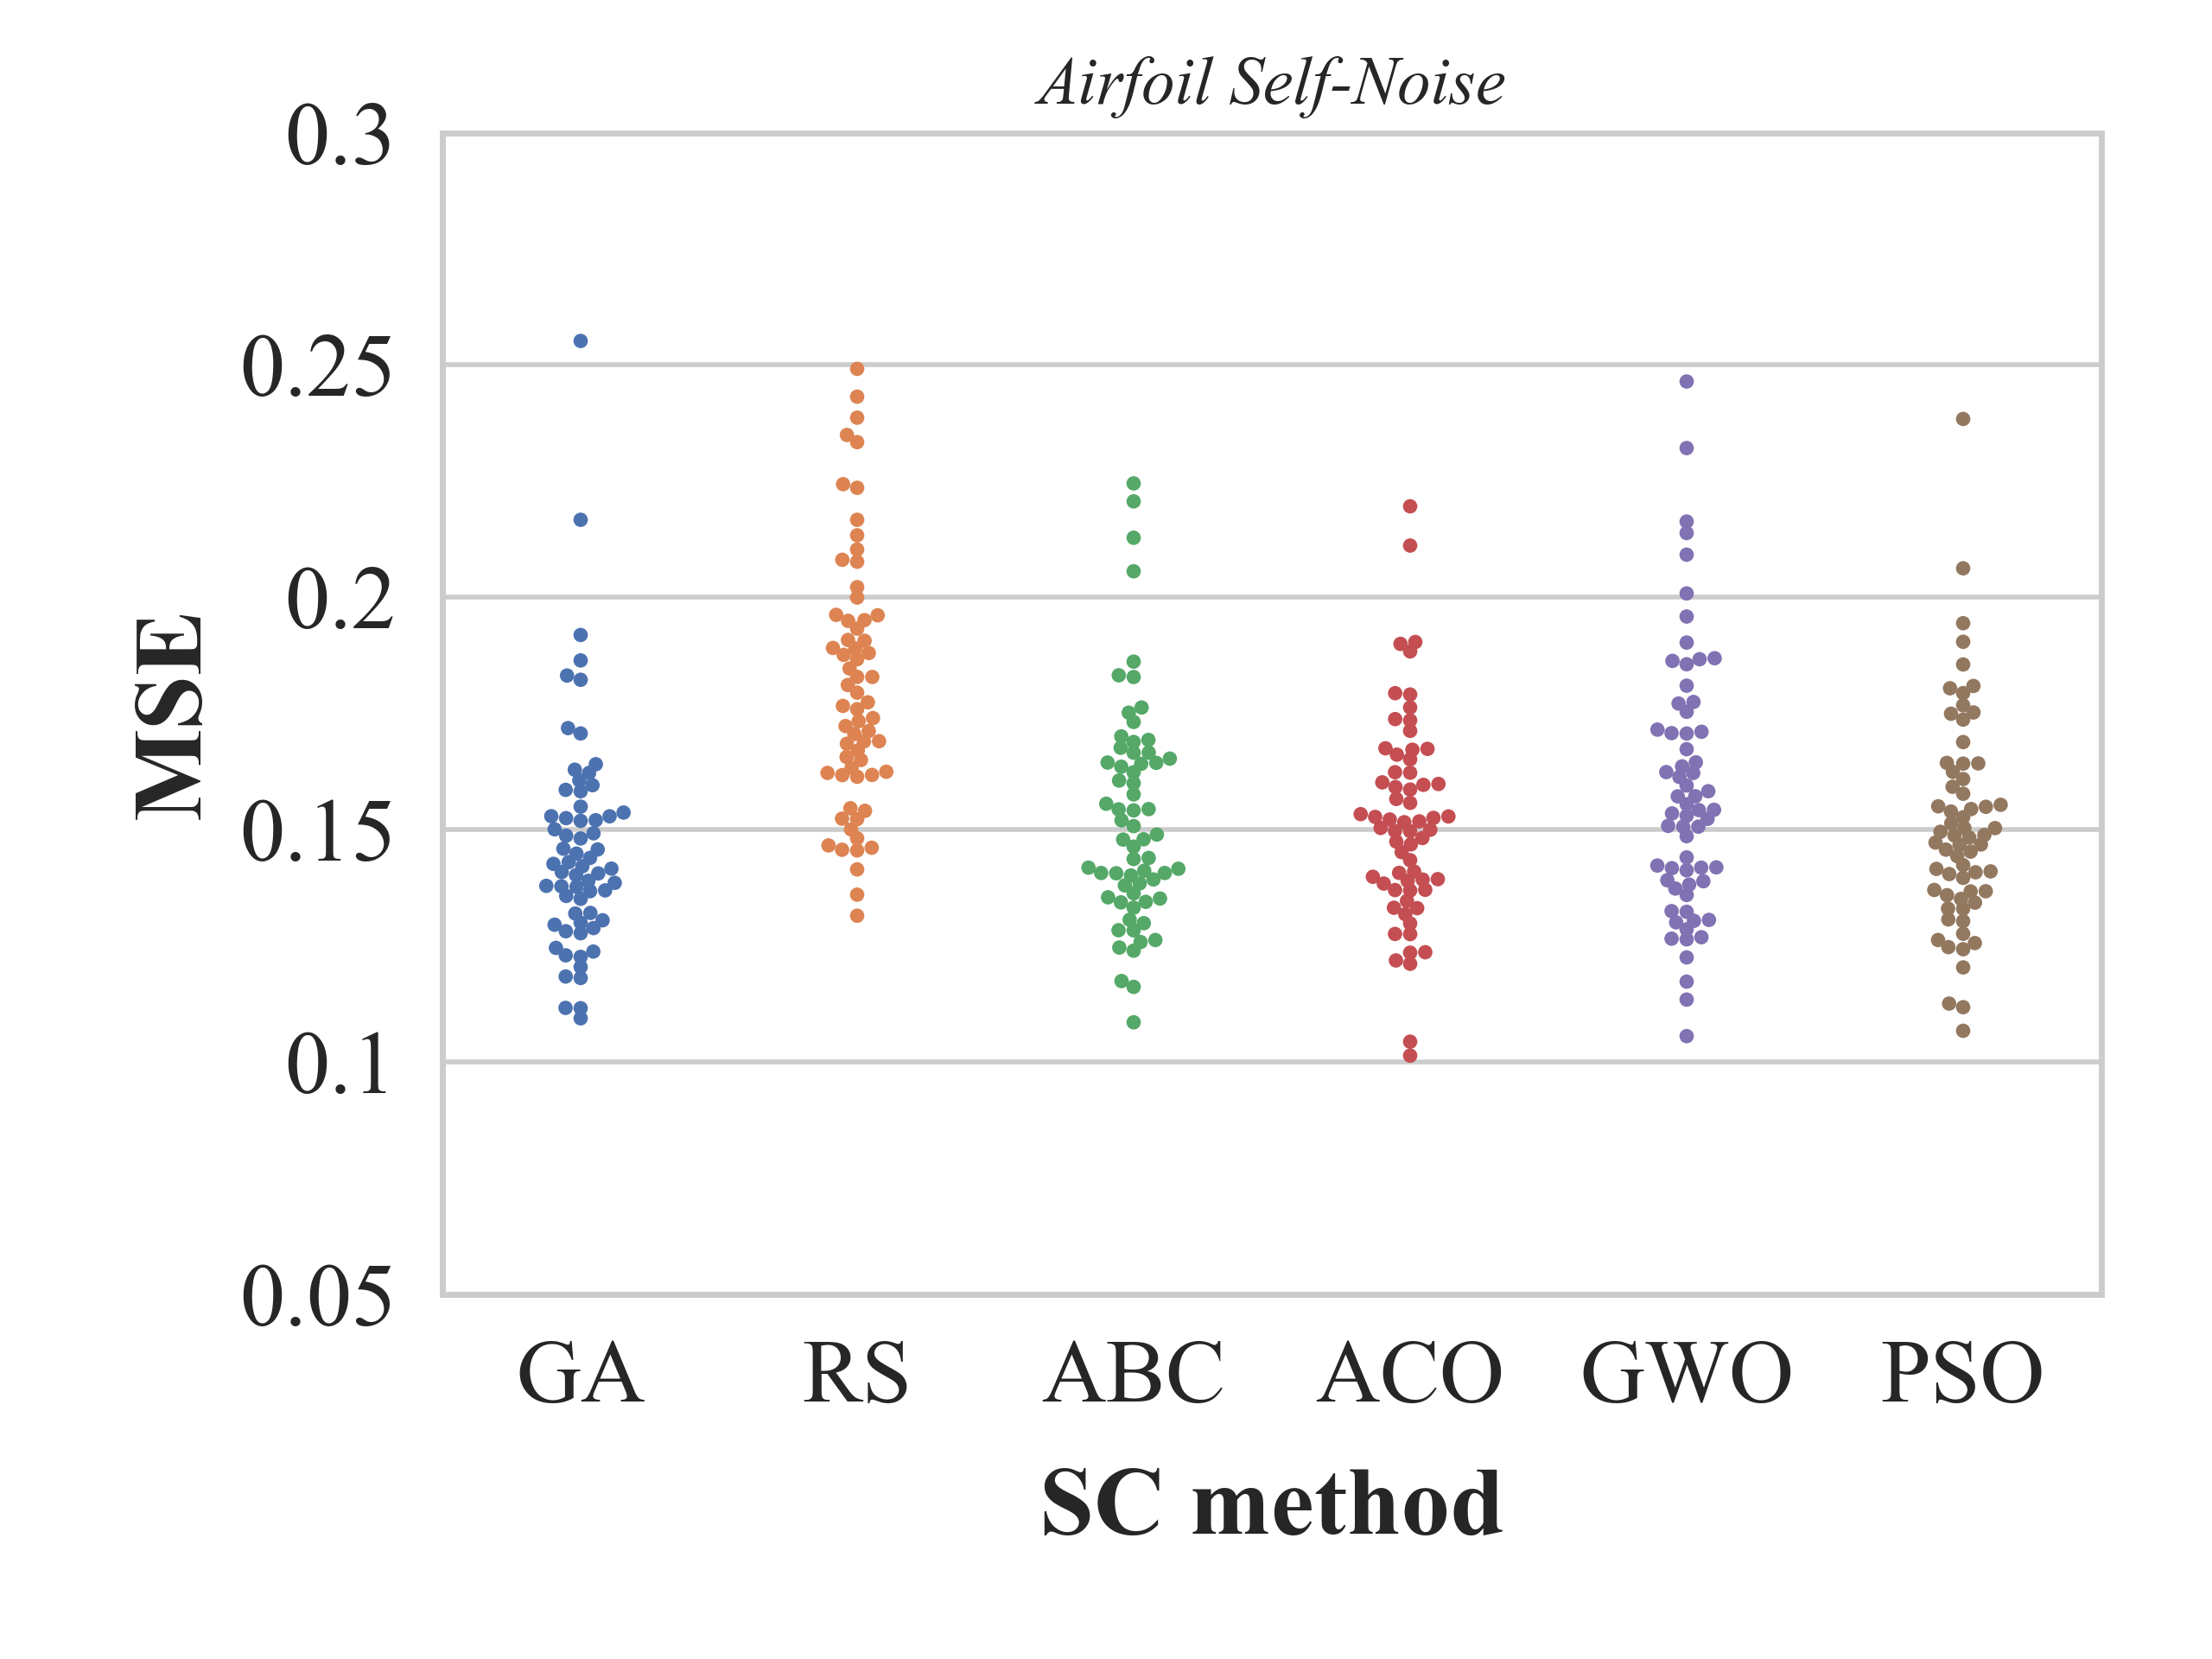 Airfoil Self-Noise
0.3
0.25
0.2
0.15
0.1
0.05
MSE
GA RS ABC ACO GWO PSO
SC method